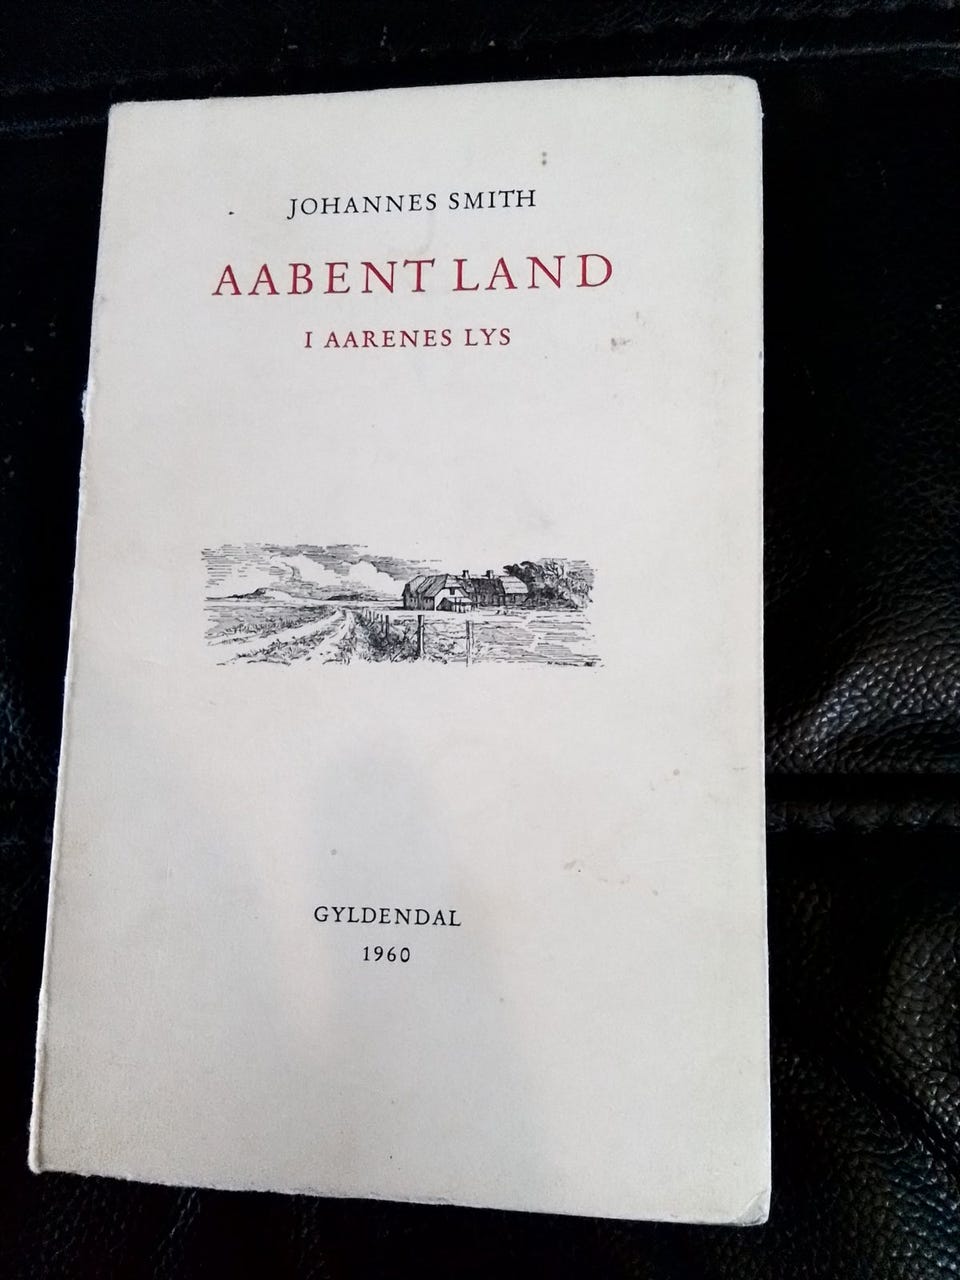 JOHANNES SMITH
AABENT LAND
I AARENES LYS
GYLDENDAL
1960